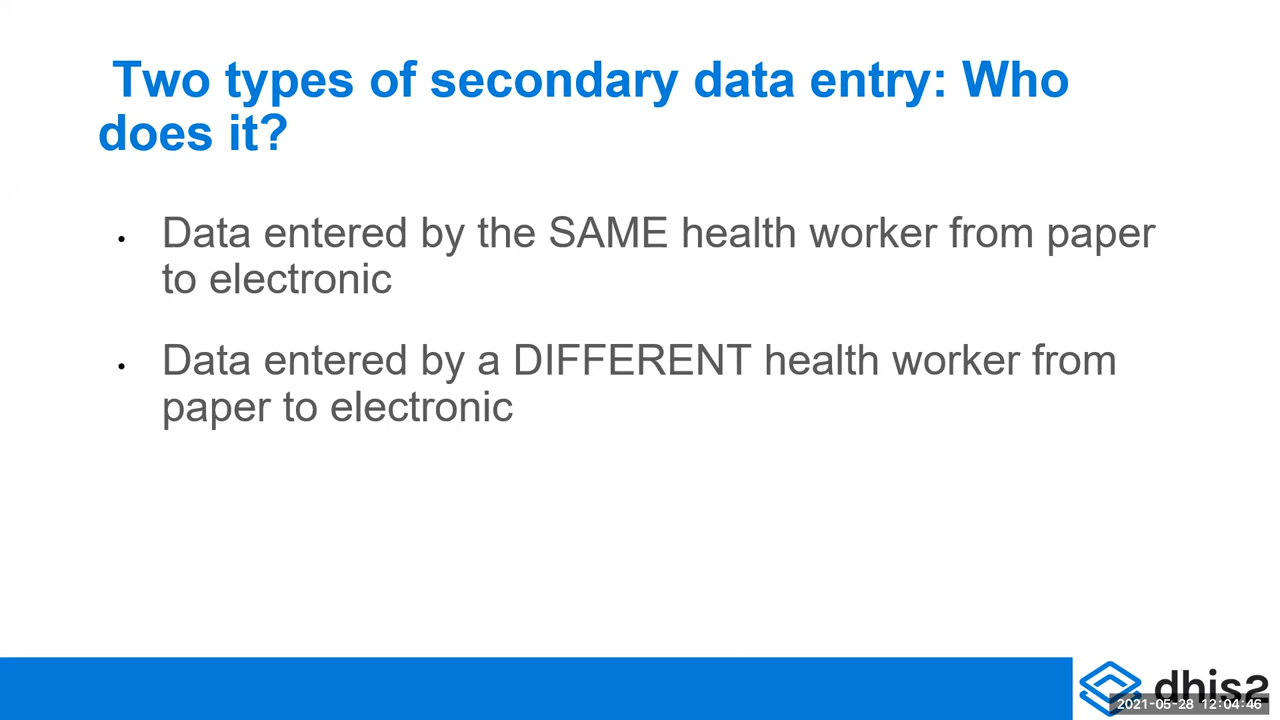 Two types of secondary data entry: Who
does it?
• Data entered by the SAME health worker from paper
to electronic
• Data entered by a DIFFERENT health worker from
paper to electronic
dhis2
2021-05-28 12:04:46